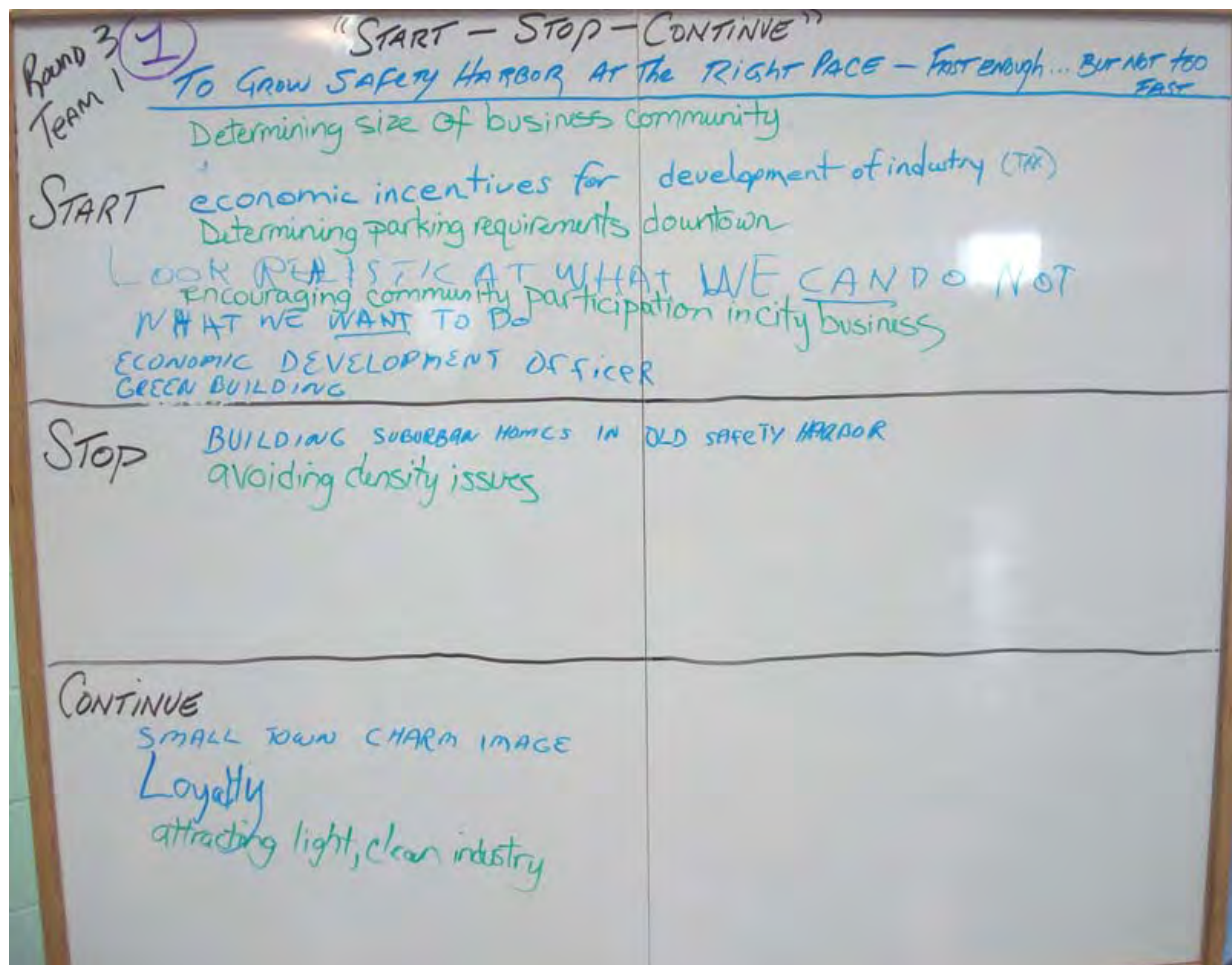 Round 3
Team 1
1
"START - STOP - CONTINUE"
TO GROW SAFETY HARBOR AT The RIGHT PACE - FAST enough... BUT NOT TOO FAST
Determining size of business community
START
economic incentives for development of industry (TAX)
Determining parking requirements downtown
LOOK REALISTIC AT WHAT WE CAN DO NOT
encouraging community participation in city business
WHAT WE WANT TO DO
ECONOMIC DEVELOPMENT OfficeR
GREEN BUILDING
STOP
BUILDING SUBURBAN HOMES IN OLD SAFETY HARBOR
avoiding density issues
CONTINUE
SMALL TOWN CHARM IMAGE
Loyalty
attracting light, clean industry